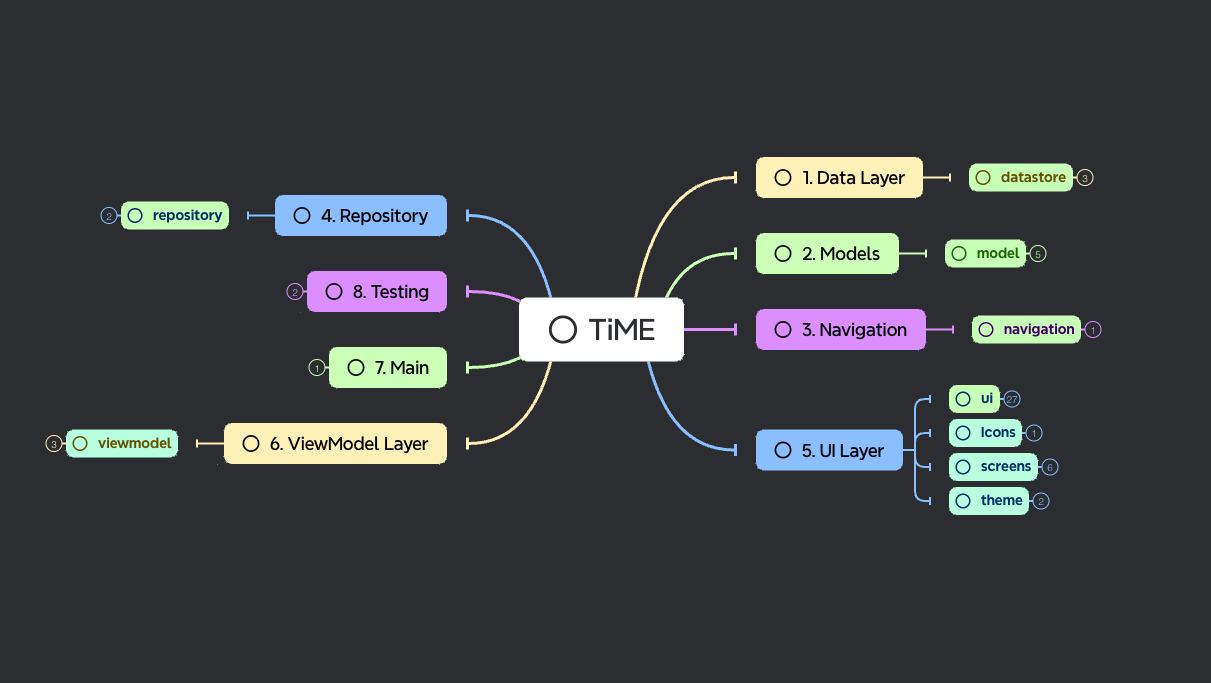 TiME
1. Data Layer
datastore
3
2. Models
model
5
3. Navigation
navigation
1
4. Repository
repository
2
5. UI Layer
ui
27
Icons
1
screens
6
theme
2
6. ViewModel Layer
viewmodel
3
7. Main
1
8. Testing
2